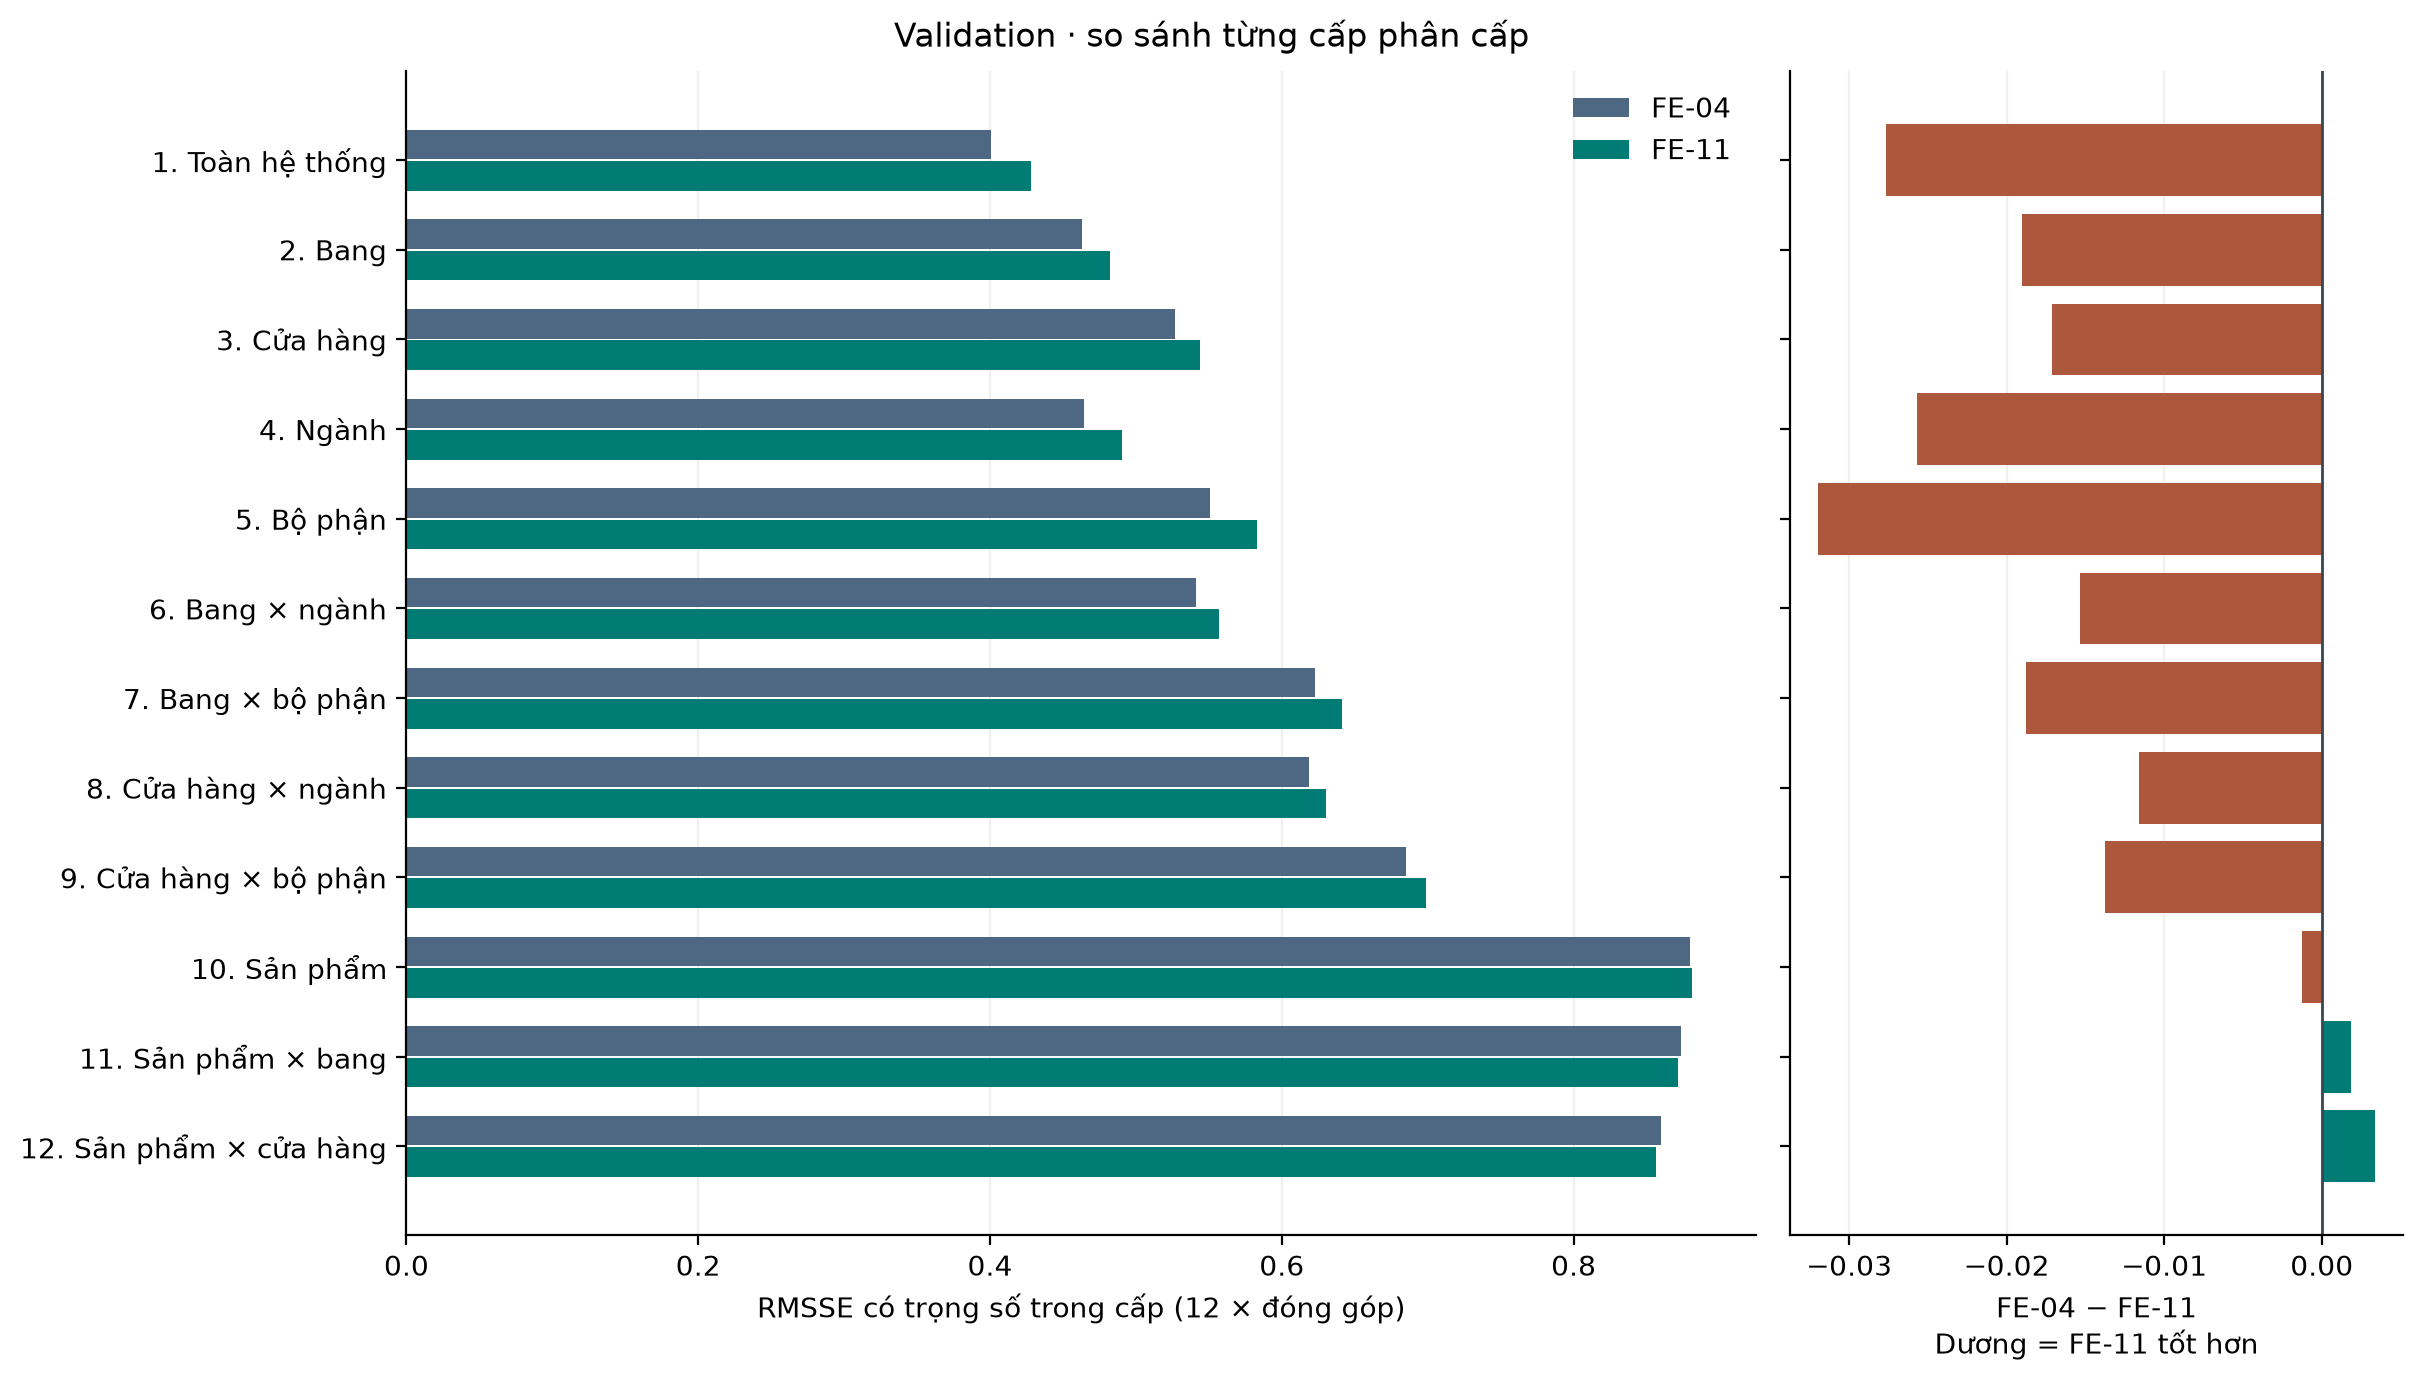 Validation · so sánh từng cấp phân cấp
FE-04
FE-11
1. Toàn hệ thống
2. Bang
3. Cửa hàng
4. Ngành
5. Bộ phận
6. Bang × ngành
7. Bang × bộ phận
8. Cửa hàng × ngành
9. Cửa hàng × bộ phận
10. Sản phẩm
11. Sản phẩm × bang
12. Sản phẩm × cửa hàng
0.0 0.2 0.4 0.6 0.8
RMSSE có trọng số trong cấp (12 × đóng góp)
−0.03 −0.02 −0.01 0.00
FE-04 − FE-11
Dương = FE-11 tốt hơn